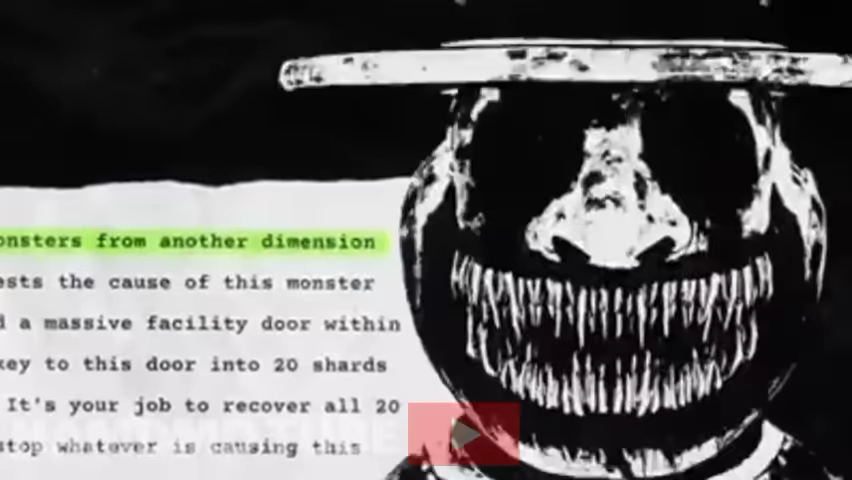 onsters from another dimension
ests the cause of this monster
d a massive facility door within
key to this door into 20 shards
It's your job to recover all 20
stop whatever is causing this